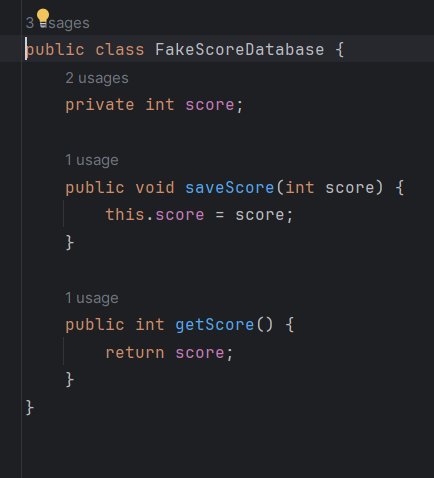 3 usages
public class FakeScoreDatabase {
2 usages
private int score;
1 usage
public void saveScore(int score) {
this.score = score;
}
1 usage
public int getScore() {
return score;
}
}